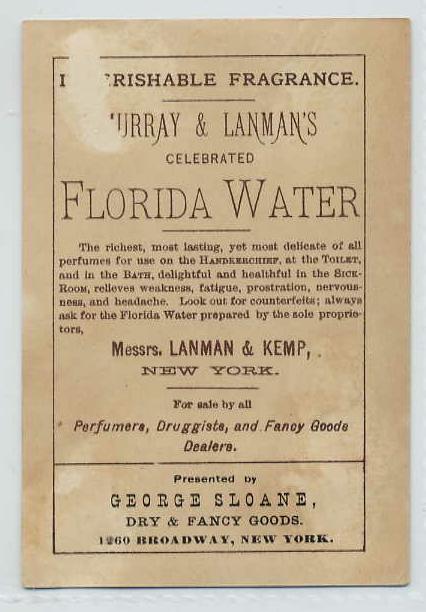 I ERISHABLE FRAGRANCE.
URRAY & LANMAN'S
CELEBRATED
FLORIDA WATER
The richest, most lasting, yet most delicate of all
perfumes for use on the HANDKERCHIEF, at the TOILET,
and in the BATH, delightful and healthful in the SICK-
ROOM, relieves weakness, fatigue, prostration, nervous-
ness, and headache. Look out for counterfeits; always
ask for the Florida Water prepared by the sole proprie-
tors,
Messrs. LANMAN & KEMP,
NEW YORK.
For sale by all
Perfumers, Druggists, and Fancy Goods
Dealers.
Presented by
GEORGE SLOANE,
DRY & FANCY GOODS.
BROADWAY, NEW YORK.